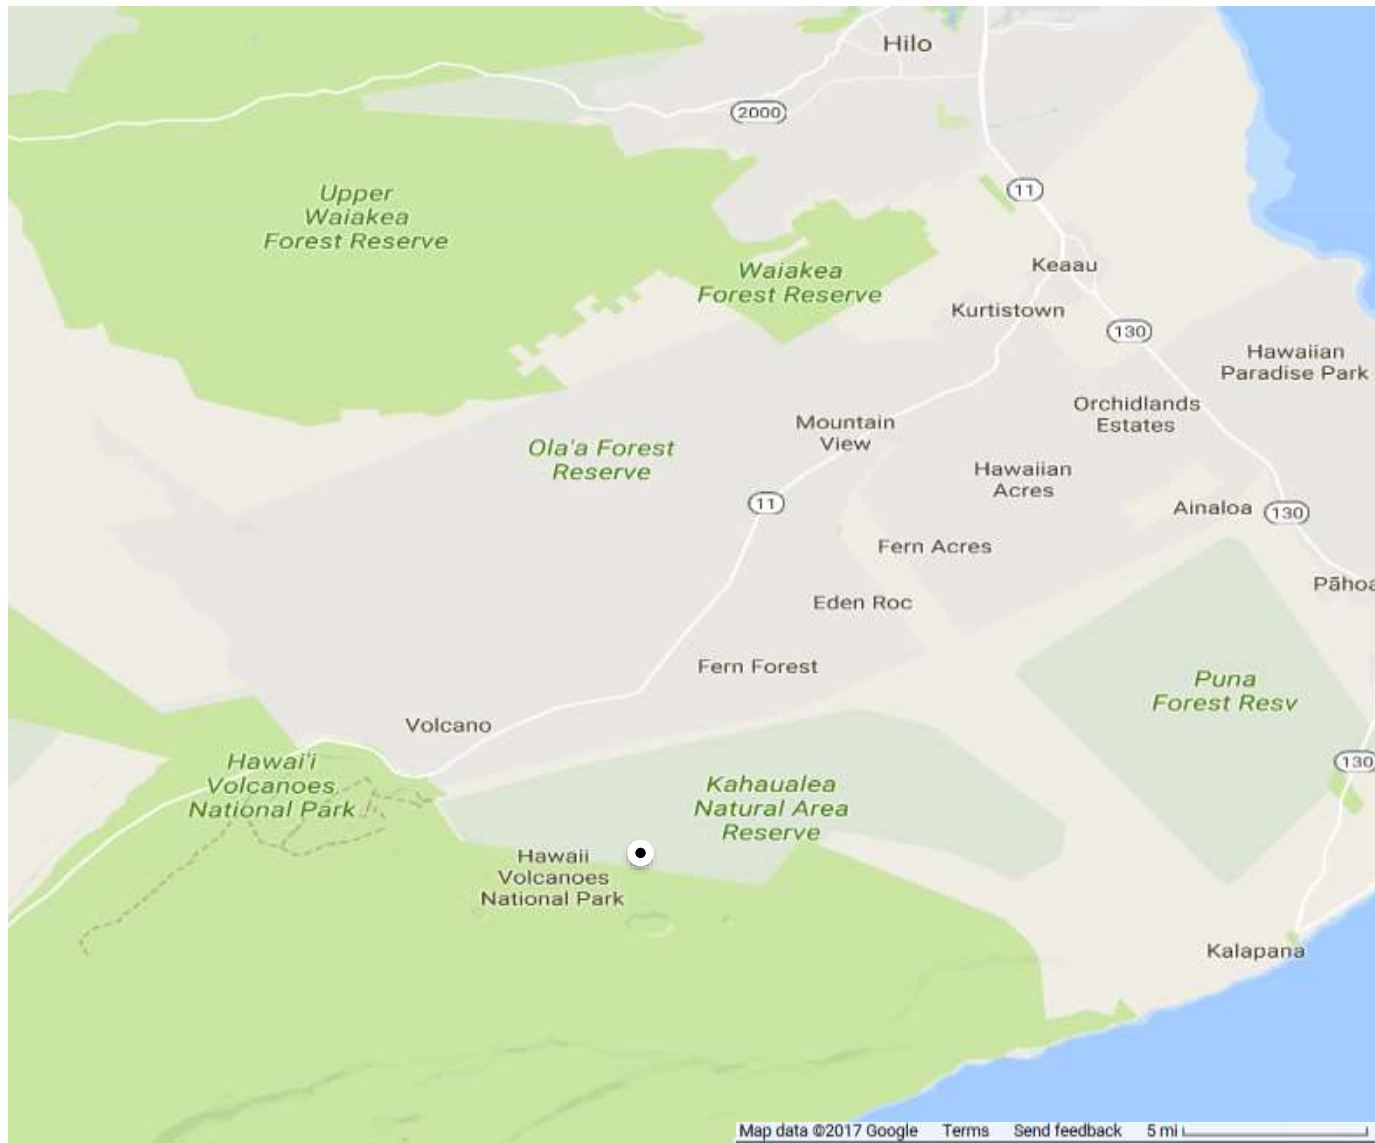 Hilo
2000
11
Upper
Waiakea
Forest Reserve
Waiakea
Forest Reserve
Keaau
Kurtistown
130
Hawaiian
Paradise Park
Orchidlands
Estates
Mountain
View
Ola'a Forest
Reserve
Hawaiian
Acres
11
Ainaloa
130
Fern Acres
Eden Roc
Pāhoa
Fern Forest
Puna
Forest Resv
Volcano
Hawai'i
Volcanoes
National Park
130
Kahaualea
Natural Area
Reserve
Hawaii
Volcanoes
National Park
Kalapana
Map data ©2017 Google Terms Send feedback 5 mi